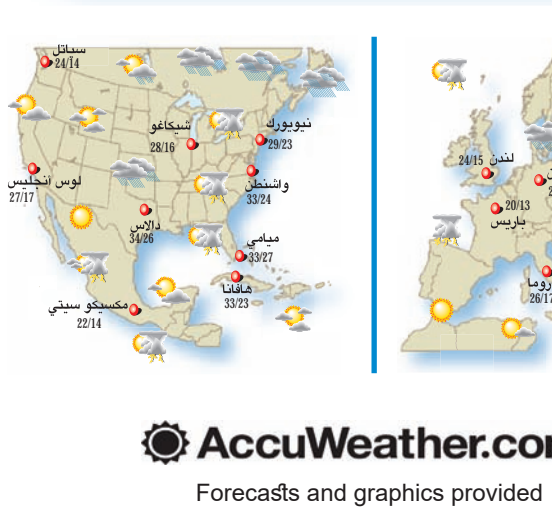 سياتل
24/14
شيكاغو
28/16
نيويورك
29/23
لوس انجليس
27/17
واشنطن
33/24
دالاس
34/26
ميامي
33/27
هافانا
33/23
مكسيكو سيتي
22/14
لندن
24/15
باريس
20/13
روما
26/17
AccuWeather.co
Forecasts and graphics provided